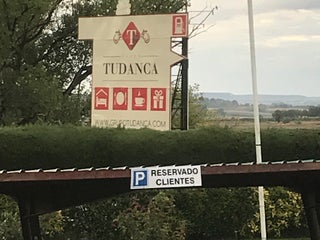 T
TUDANCA
WWW.GRUPOTUDANCA.COM
P RESERVADO
CLIENTES